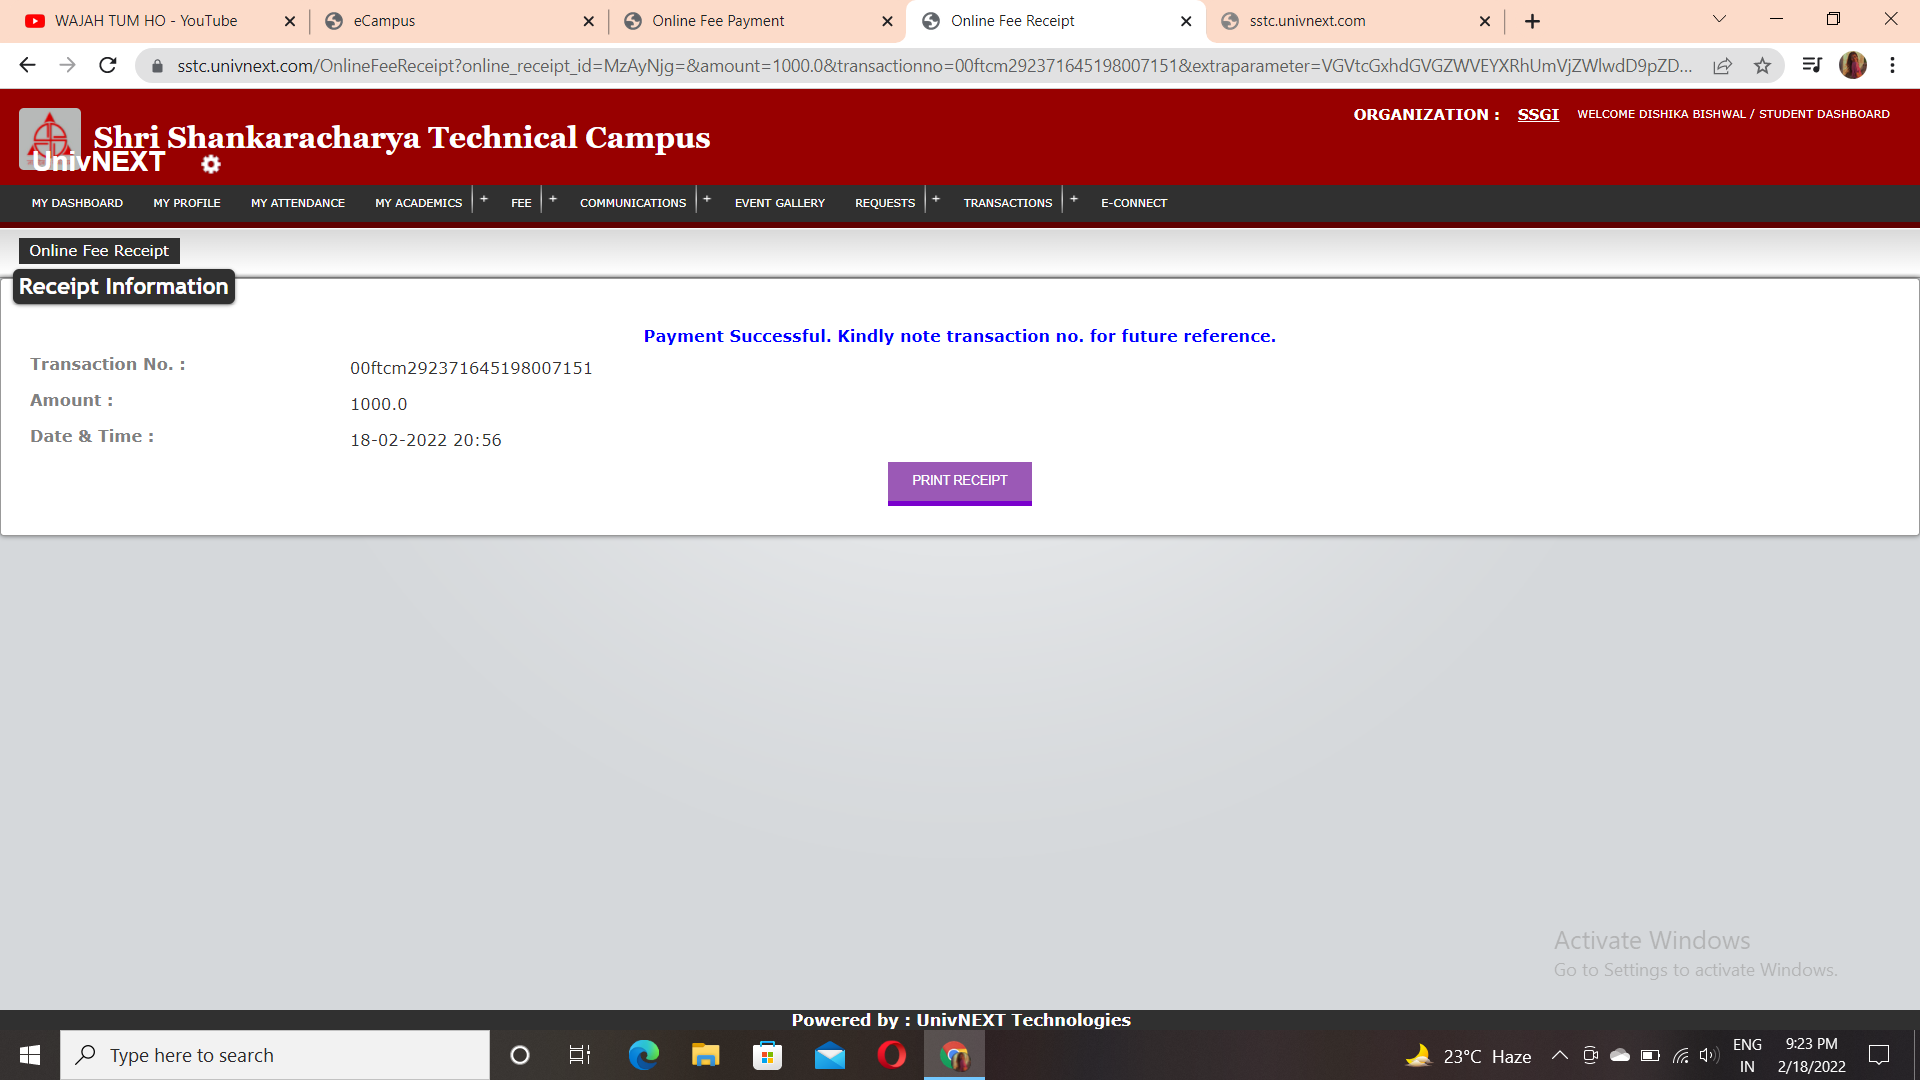 WAJAH TUM HO - YouTube
eCampus
Online Fee Payment
Online Fee Receipt
sstc.univnext.com
sstc.univnext.com/OnlineFeeReceipt?online_receipt_id=MzAyNjg=&amount=1000.0&transactionno=00ftcm292371645198007151&extraparameter=VGVtcGxhdGVGZWVEYXRhUmVjZWlwdD9pZD...
Shri Shankaracharya Technical Campus
UnivNEXT
ORGANIZATION : SSGI WELCOME DISHIKA BISHWAL / STUDENT DASHBOARD
MY DASHBOARD MY PROFILE MY ATTENDANCE MY ACADEMICS + FEE + COMMUNICATIONS + EVENT GALLERY REQUESTS + TRANSACTIONS + E-CONNECT
Online Fee Receipt
Receipt Information
Payment Successful. Kindly note transaction no. for future reference.
Transaction No. : 00ftcm292371645198007151
Amount : 1000.0
Date & Time : 18-02-2022 20:56
PRINT RECEIPT
Activate Windows
Go to Settings to activate Windows.
Powered by : UnivNEXT Technologies
Type here to search
23°C Haze
ENG
IN
9:23 PM
2/18/2022